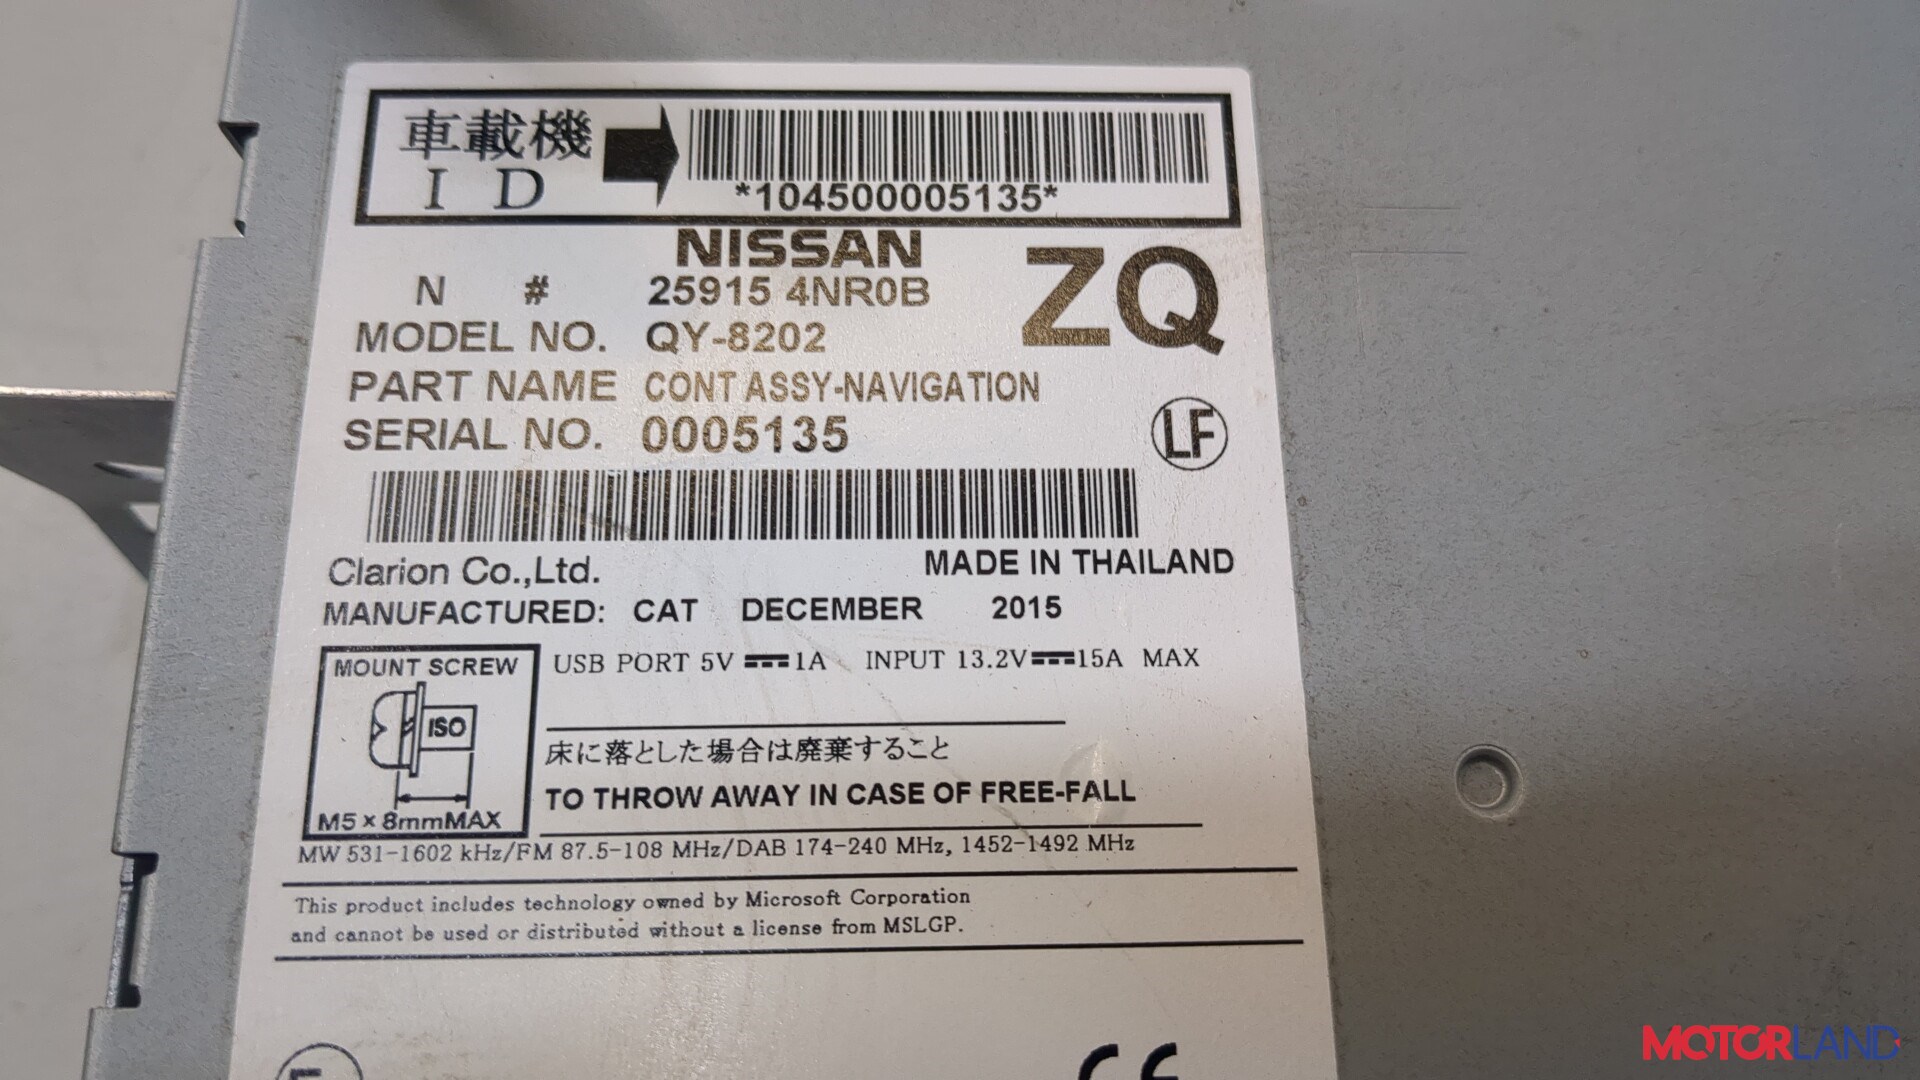 車載機
I D
*104500005135*
NISSAN
N # 25915 4NR0B
ZQ
MODEL NO. QY-8202
PART NAME CONT ASSY-NAVIGATION
SERIAL NO. 0005135
LF
Clarion Co.,Ltd. MADE IN THAILAND
MANUFACTURED: CAT DECEMBER 2015
MOUNT SCREW
ISO
M5×8mmMAX
USB PORT 5V ⎓ 1A INPUT 13.2V ⎓ 15A MAX
床に落とした場合は廃棄すること
TO THROW AWAY IN CASE OF FREE-FALL
MW 531-1602 kHz/FM 87.5-108 MHz/DAB 174-240 MHz, 1452-1492 MHz
This product includes technology owned by Microsoft Corporation
and cannot be used or distributed without a license from MSLGP.
CE
MOTORLAND